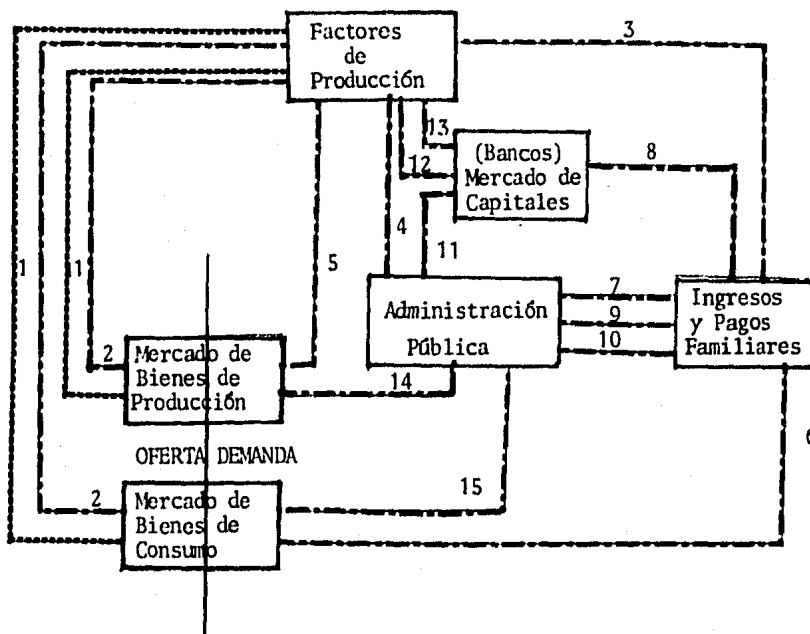 Factores
de
Producción
3
13
(Bancos)
Mercado de
Capitales
12
8
4
11
1
1
5
Administración
Pública
7
9
10
Ingresos
y Pagos
Familiares
2
Mercado de
Bienes de
Producción
14
6
OFERTA DEMANDA
2
Mercado de
Bienes de
Consumo
15